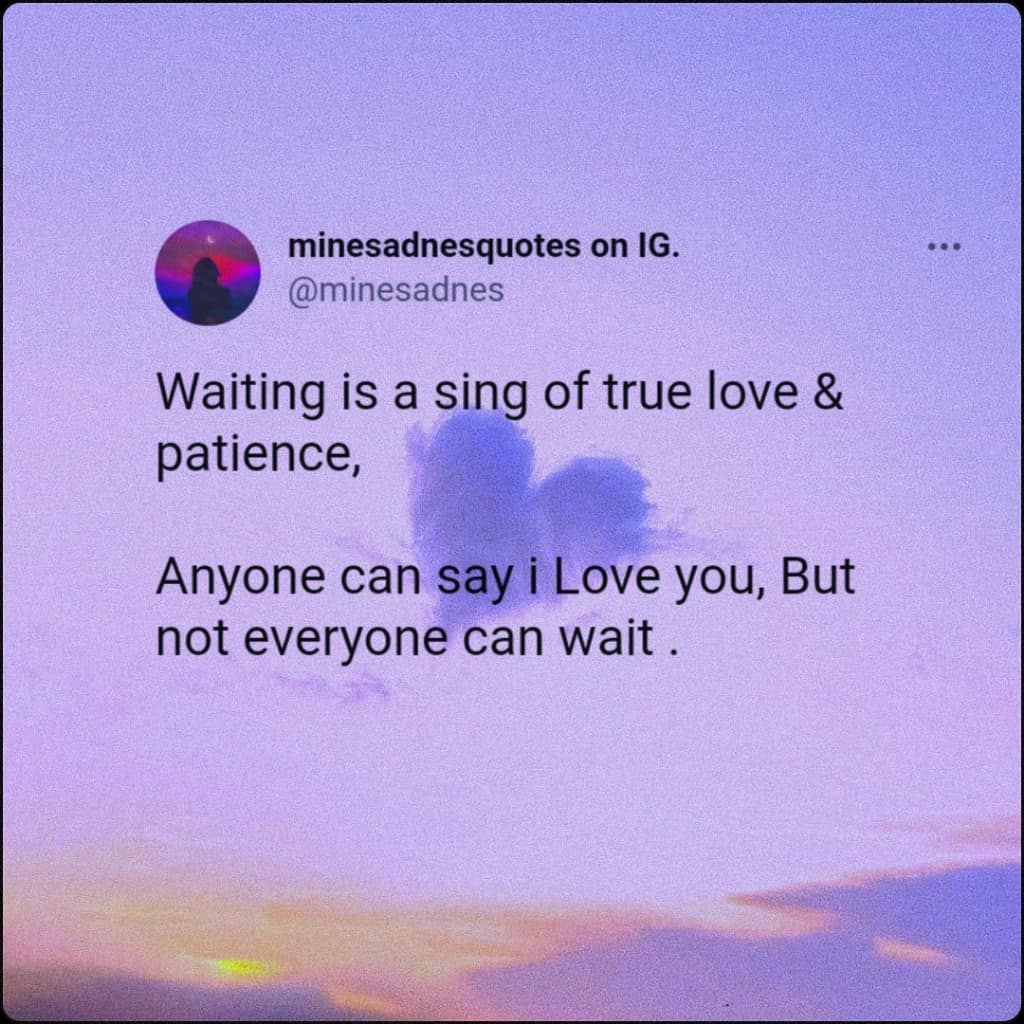 minesadnesquotes on IG.
@minesadnes
Waiting is a sing of true love &
patience,
Anyone can say i Love you, But
not everyone can wait .